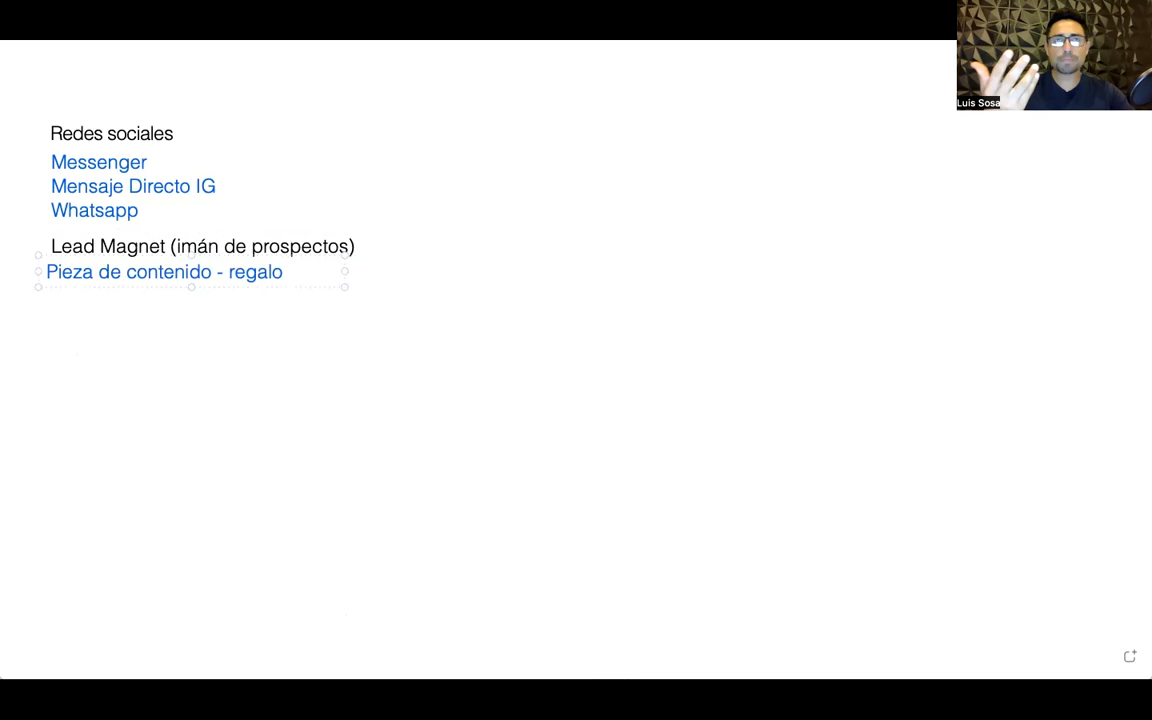 Luis Sosa
Redes sociales
Messenger
Mensaje Directo IG
Whatsapp
Lead Magnet (imán de prospectos)
Pieza de contenido - regalo